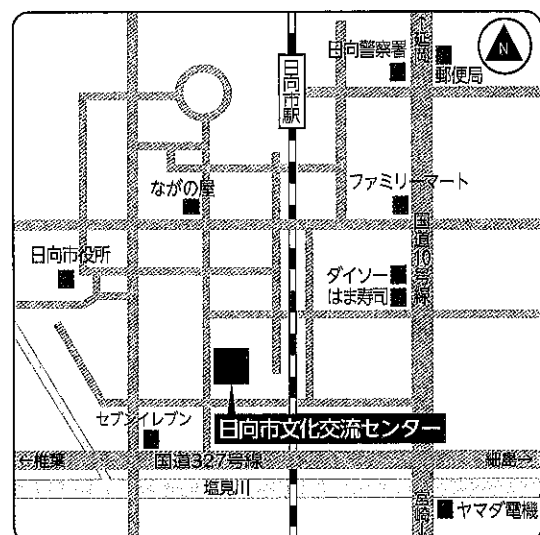 ↑延岡
N
日向警察署
郵便局
日向市駅
ながの屋
ファミリーマート
国道10号線
日向市役所
ダイソー
はま寿司
セブンイレブン
日向市文化交流センター
←椎葉
国道327号線
細島→
塩見川
宮崎↓
ヤマダ電機